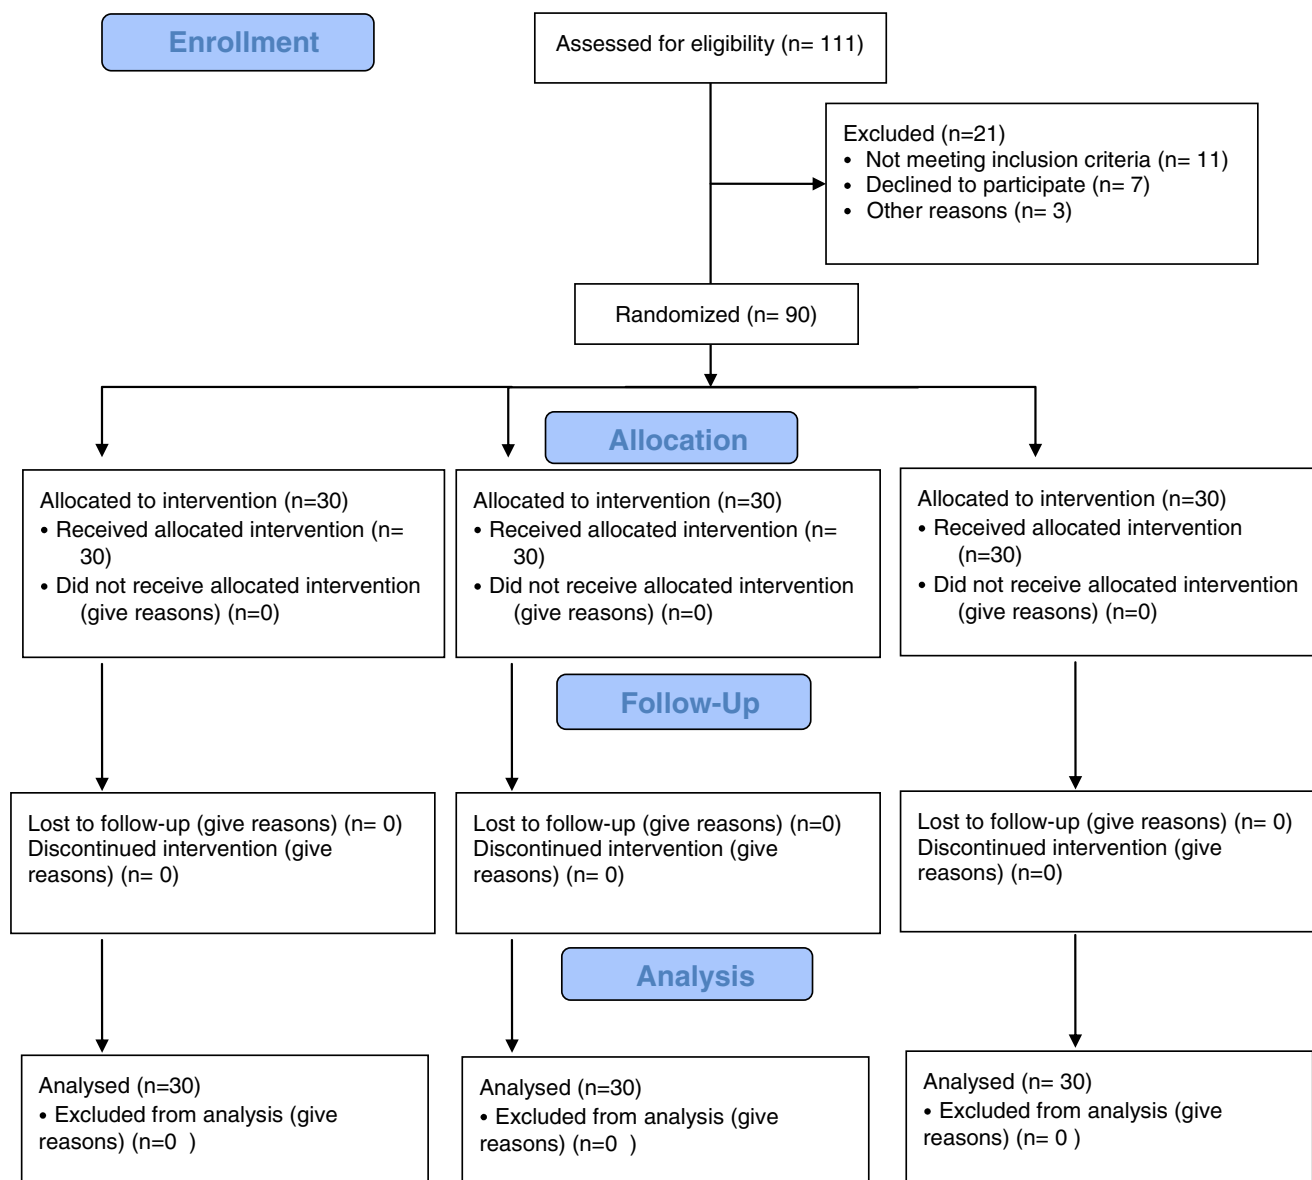 Enrollment
Assessed for eligibility (n= 111)
Excluded (n=21)
• Not meeting inclusion criteria (n= 11)
• Declined to participate (n= 7)
• Other reasons (n= 3)
Randomized (n= 90)
Allocation
Allocated to intervention (n=30)
• Received allocated intervention (n=
30)
• Did not receive allocated intervention
(give reasons) (n=0)
Allocated to intervention (n=30)
• Received allocated intervention (n=
30)
• Did not receive allocated intervention
(give reasons) (n=0)
Allocated to intervention (n=30)
• Received allocated intervention
(n=30)
• Did not receive allocated intervention
(give reasons) (n=0)
Follow-Up
Lost to follow-up (give reasons) (n= 0)
Discontinued intervention (give
reasons) (n= 0)
Lost to follow-up (give reasons) (n=0)
Discontinued intervention (give
reasons) (n= 0)
Lost to follow-up (give reasons) (n= 0)
Discontinued intervention (give
reasons) (n=0)
Analysis
Analysed (n=30)
• Excluded from analysis (give
reasons) (n=0  )
Analysed (n=30)
• Excluded from analysis (give
reasons) (n=0  )
Analysed (n= 30)
• Excluded from analysis (give
reasons) (n= 0 )